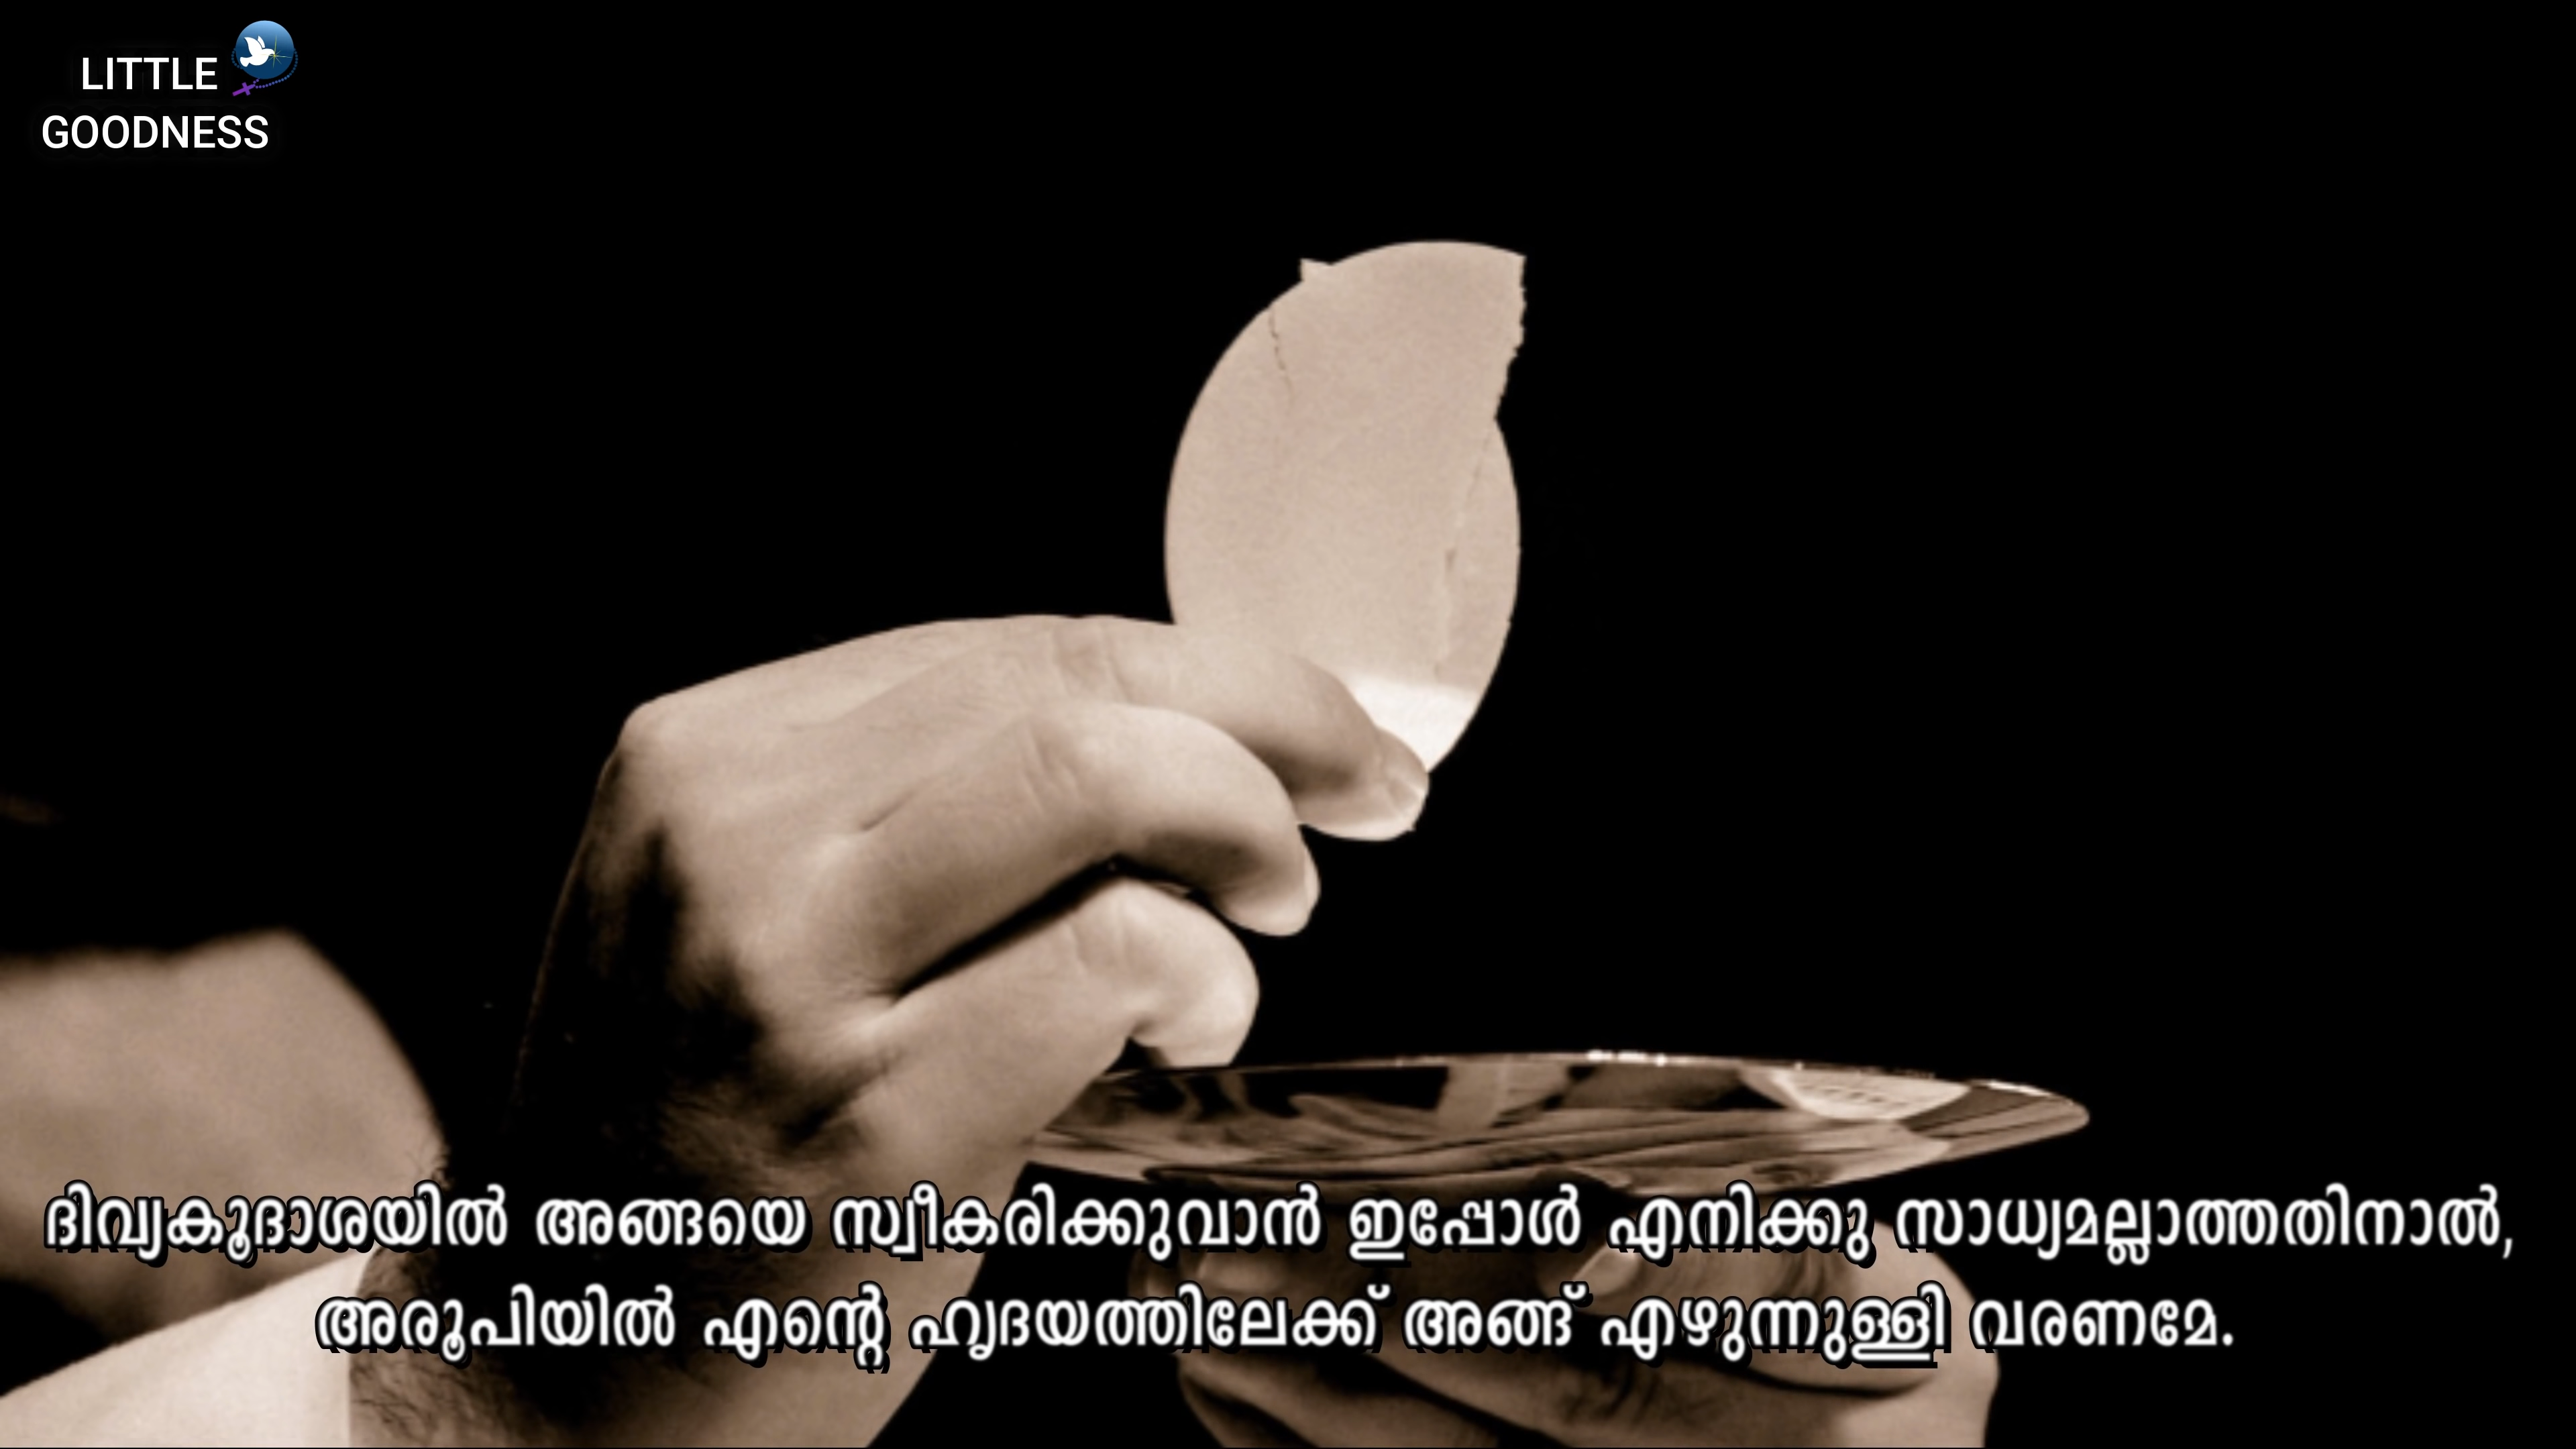 LITTLE
GOODNESS
ദിവ്യകൂദാശയിൽ അങ്ങയെ സ്വീകരിക്കുവാൻ ഇപ്പോൾ എനിക്കു സാധ്യമല്ലാത്തതിനാൽ,
അരൂപിയിൽ എന്റെ ഹൃദയത്തിലേക്ക് അങ്ങ് എഴുന്നുള്ളി വരണമേ.